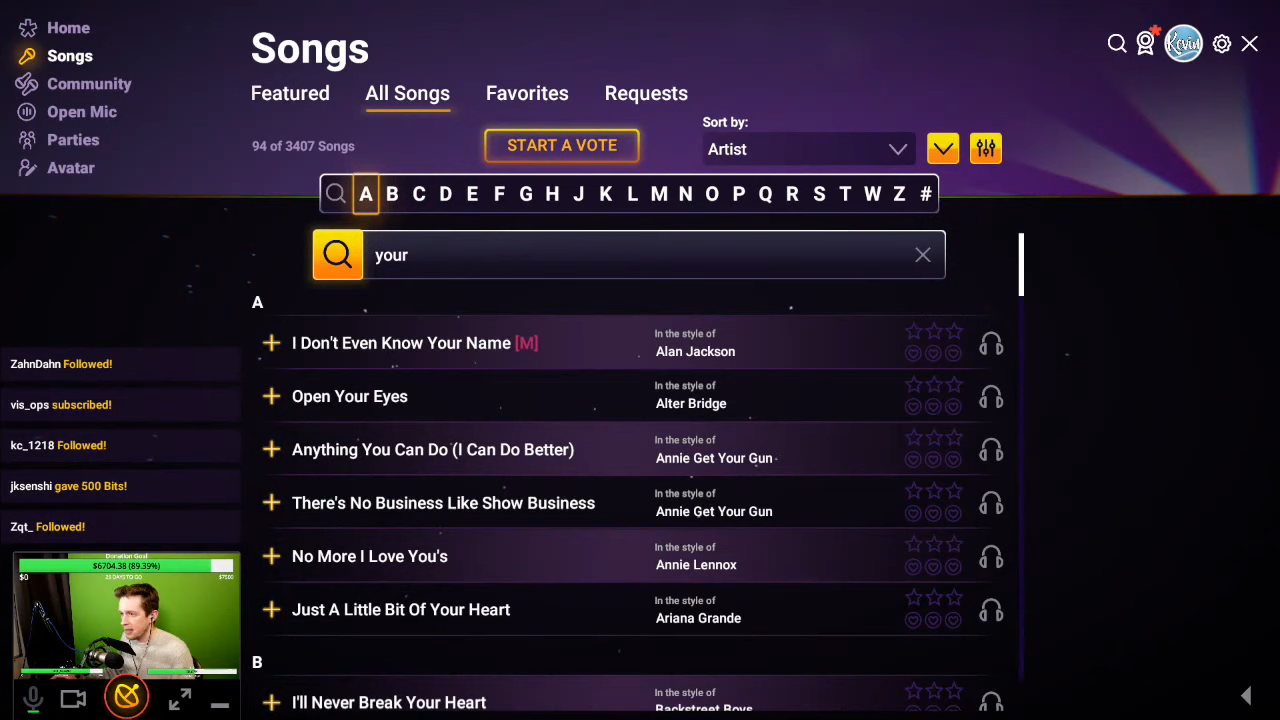 Home
Songs
Community
Open Mic
Parties
Avatar
Songs
Featured
All Songs
Favorites
Requests
94 of 3407 Songs
START A VOTE
Sort by:
Artist
A B C D E F G H J K L M N O P Q R S T W Z #
your
A
I Don't Even Know Your Name [M]
In the style of
Alan Jackson
Open Your Eyes
In the style of
Alter Bridge
Anything You Can Do (I Can Do Better)
In the style of
Annie Get Your Gun
There's No Business Like Show Business
In the style of
Annie Get Your Gun
No More I Love You's
In the style of
Annie Lennox
Just A Little Bit Of Your Heart
In the style of
Ariana Grande
B
I'll Never Break Your Heart
In the style of
Backstreet Boys
Kevin
ZahnDahn Followed!
vis_ops subscribed!
kc_1218 Followed!
jksenshi gave 500 Bits!
Zqt_ Followed!
Donation Goal
$6704.38 (89.39%)
$0
$7500